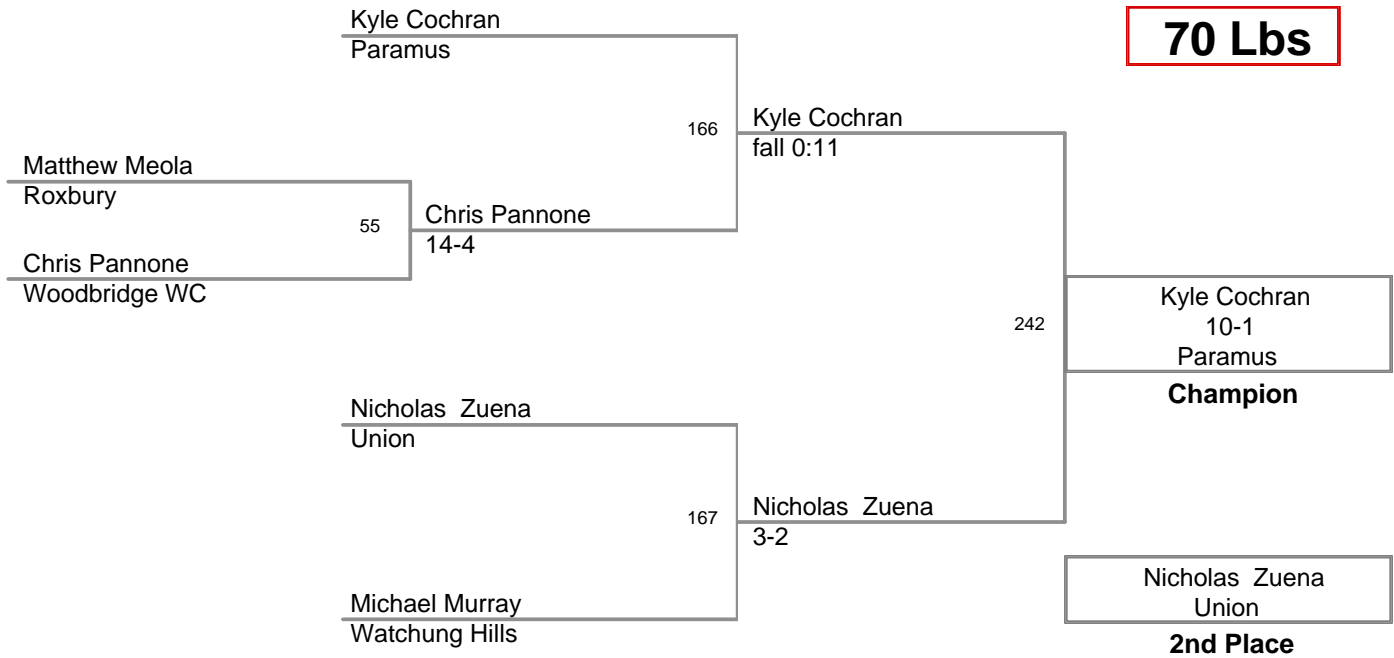 Kyle Cochran
Paramus
70 Lbs
166
Kyle Cochran
fall 0:11
Matthew Meola
Roxbury
55
Chris Pannone
14-4
Chris Pannone
Woodbridge WC
242
Kyle Cochran
10-1
Paramus
Champion
Nicholas Zuena
Union
167
Nicholas Zuena
3-2
Michael Murray
Watchung Hills
Nicholas Zuena
Union
2nd Place